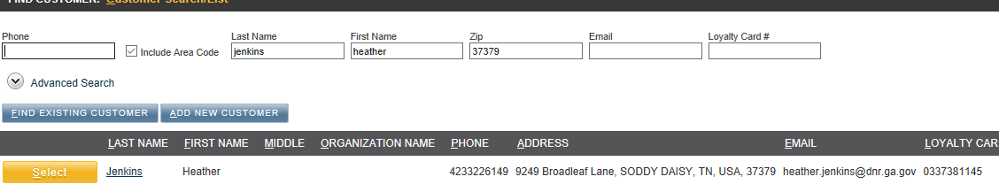 FIND CUSTOMER: Customer Search/List
Phone Last Name First Name Zip Email Loyalty Card #
Include Area Code jenkins heather 37379
Advanced Search
FIND EXISTING CUSTOMER ADD NEW CUSTOMER
LAST NAME FIRST NAME MIDDLE ORGANIZATION NAME PHONE ADDRESS EMAIL LOYALTY CAR
Select Jenkins Heather 4233226149 9249 Broadleaf Lane, SODDY DAISY, TN, USA, 37379 heather.jenkins@dnr.ga.gov 0337381145